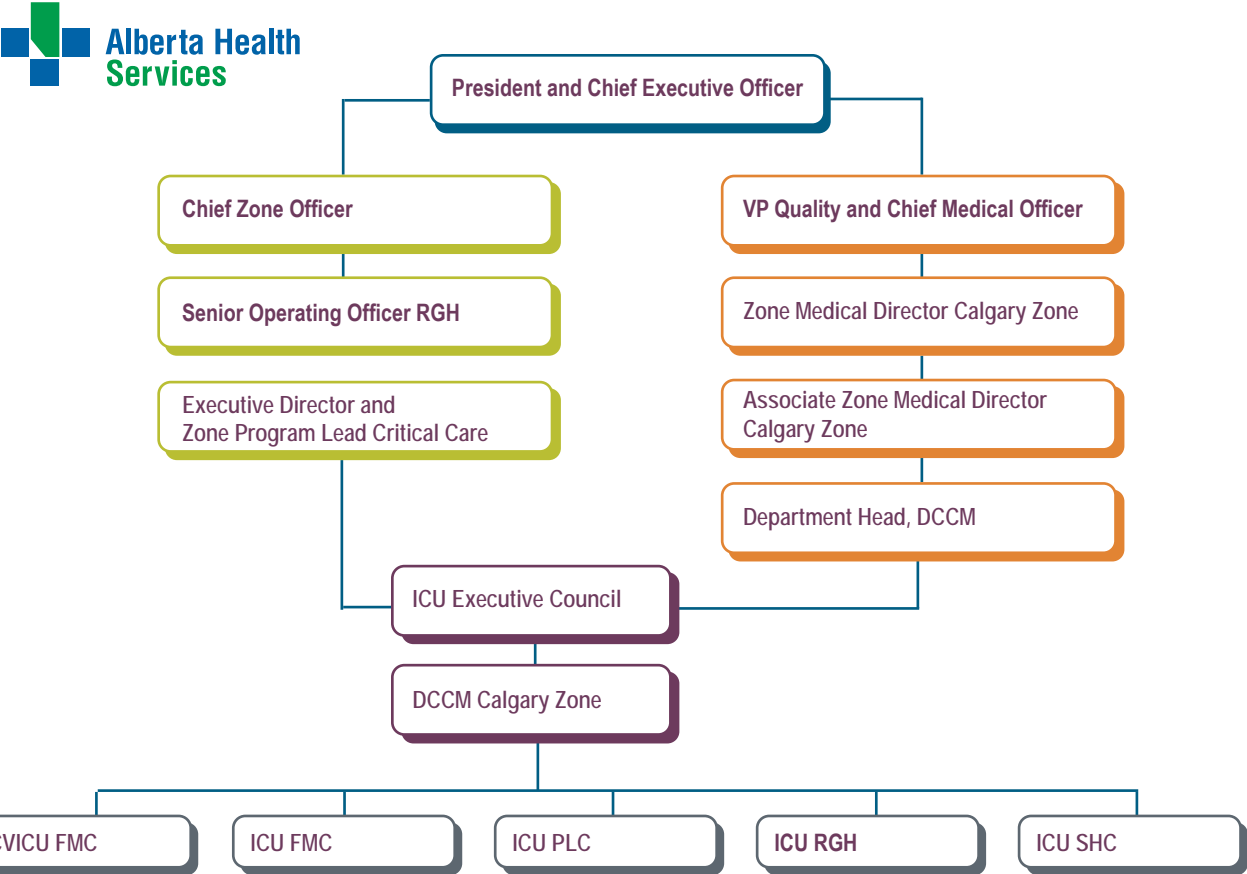 Alberta Health
Services
President and Chief Executive Officer
Chief Zone Officer
VP Quality and Chief Medical Officer
Senior Operating Officer RGH
Zone Medical Director Calgary Zone
Executive Director and
Zone Program Lead Critical Care
Associate Zone Medical Director
Calgary Zone
Department Head, DCCM
ICU Executive Council
DCCM Calgary Zone
CVICU FMC
ICU FMC
ICU PLC
ICU RGH
ICU SHC